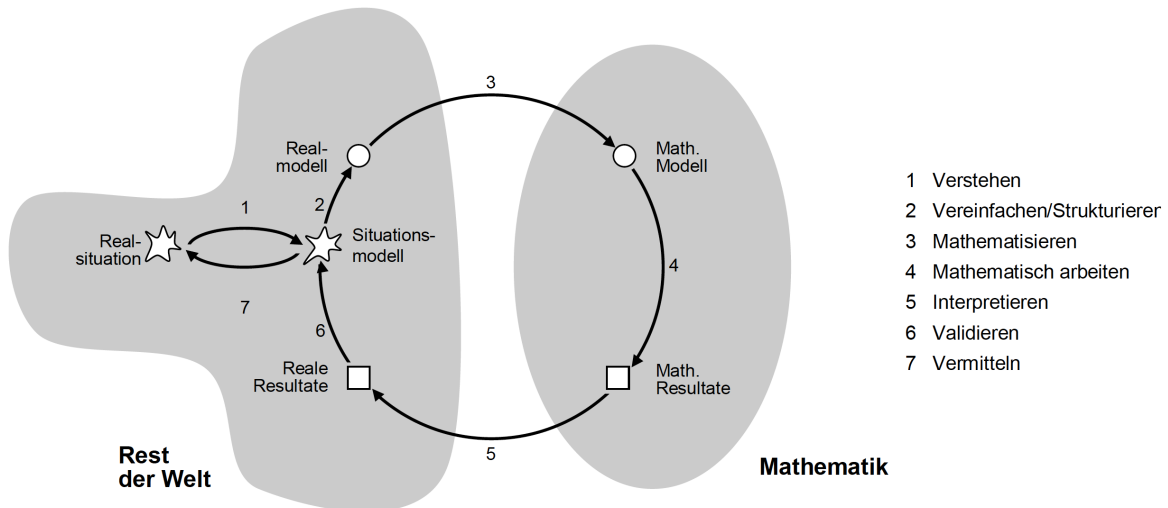 3
Real-
modell
Math.
Modell
1
2
Real-
situation
Situations-
modell
4
7
6
Reale
Resultate
Math.
Resultate
5
Rest
der Welt
Mathematik
1 Verstehen
2 Vereinfachen/Strukturieren
3 Mathematisieren
4 Mathematisch arbeiten
5 Interpretieren
6 Validieren
7 Vermitteln